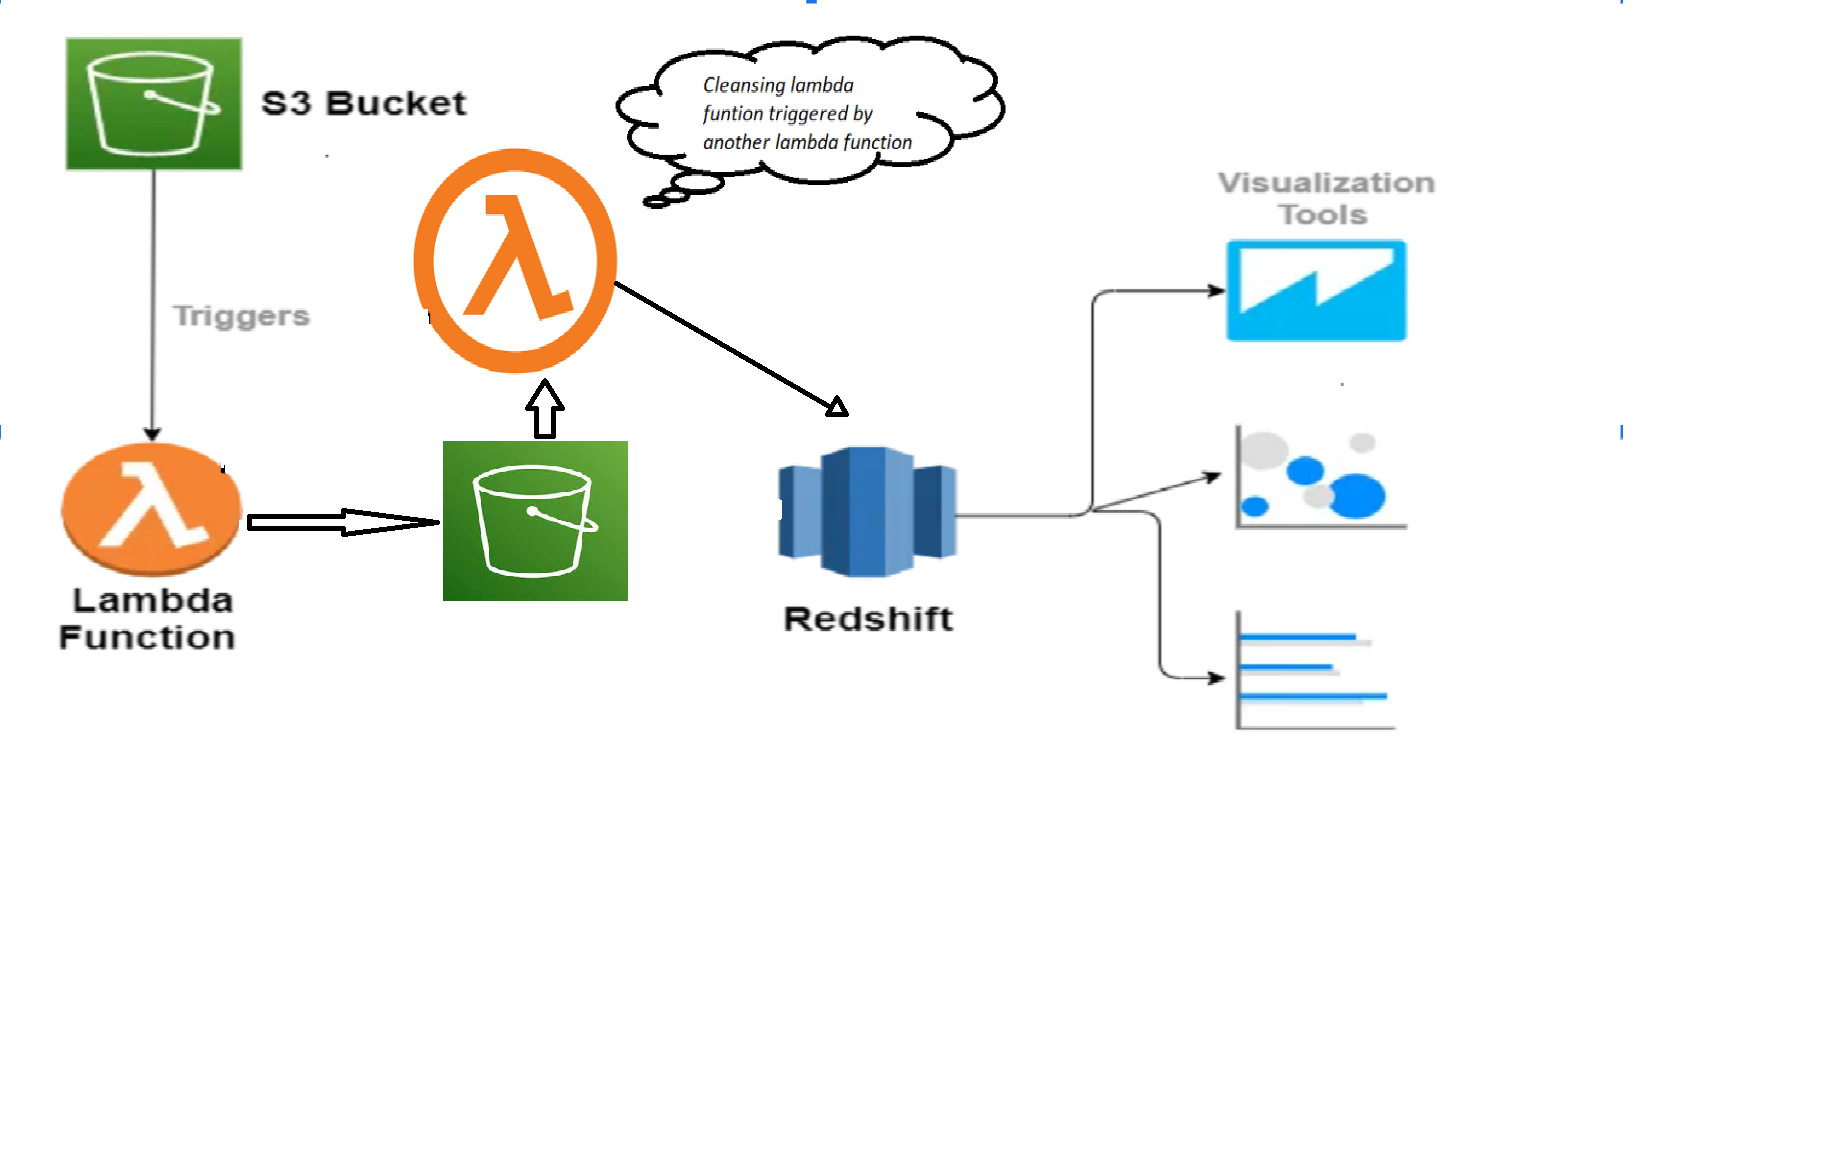 S3 Bucket
Cleansing lambda
funtion triggered by
another lambda function
Visualization
Tools
Triggers
Lambda
Function
Redshift